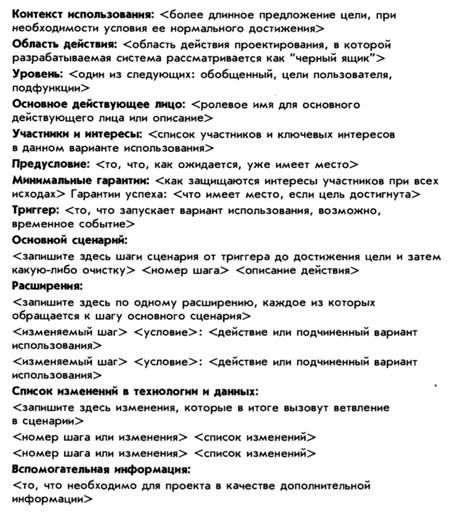 Контекст использования: <более длинное предложение цели, при
необходимости условия ее нормального достижения>
Область действия: <область действия проектирования, в которой
разрабатываемая система рассматривается как "черный ящик">
Уровень: <один из следующих: обобщенный, цели пользователя,
подфункции>
Основное действующее лицо: <ролевое имя для основного
действующего лица или описание>
Участники и интересы: <список участников и ключевых интересов
в данном варианте использования>
Предусловие: <то, что, как ожидается, уже имеет место>
Минимальные гарантии: <как защищаются интересы участников при всех
исходах> Гарантии успеха: <что имеет место, если цель достигнута>
Триггер: <то, что запускает вариант использования, возможно,
временное событие>
Основной сценарий:
<запишите здесь шаги сценария от триггера до достижения цели и затем
какую-либо очистку> <номер шага> <описание действия>
Расширения:
<запишите здесь по одному расширению, каждое из которых
обращается к шагу основного сценария>
<изменяемый шаг> <условие>: <действие или подчиненный вариант
использования>
<изменяемый шаг> <условие>: <действие или подчиненный вариант
использования>
Список изменений в технологии и данных:
<запишите здесь изменения, которые в итоге вызовут ветвление
в сценарии>
<номер шага или изменения> <список изменений>
<номер шага или изменения> <список изменений>
Вспомогательная информация:
<то, что необходимо для проекта в качестве дополнительной
информации>